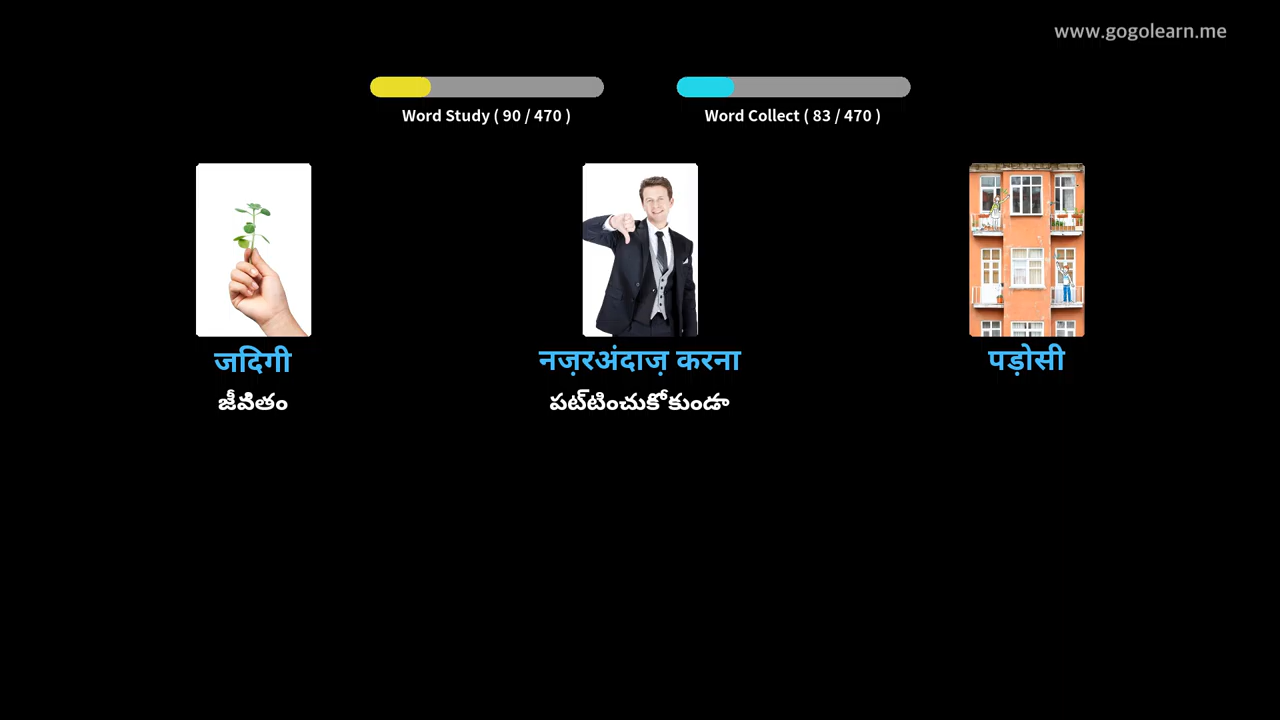 www.gogolearn.me
Word Study ( 90 / 470 )
Word Collect ( 83 / 470 )
जदिगी
नज़रअंदाज़ करना
पड़ोसी
జీవితం
పట్టించుకోకుండా